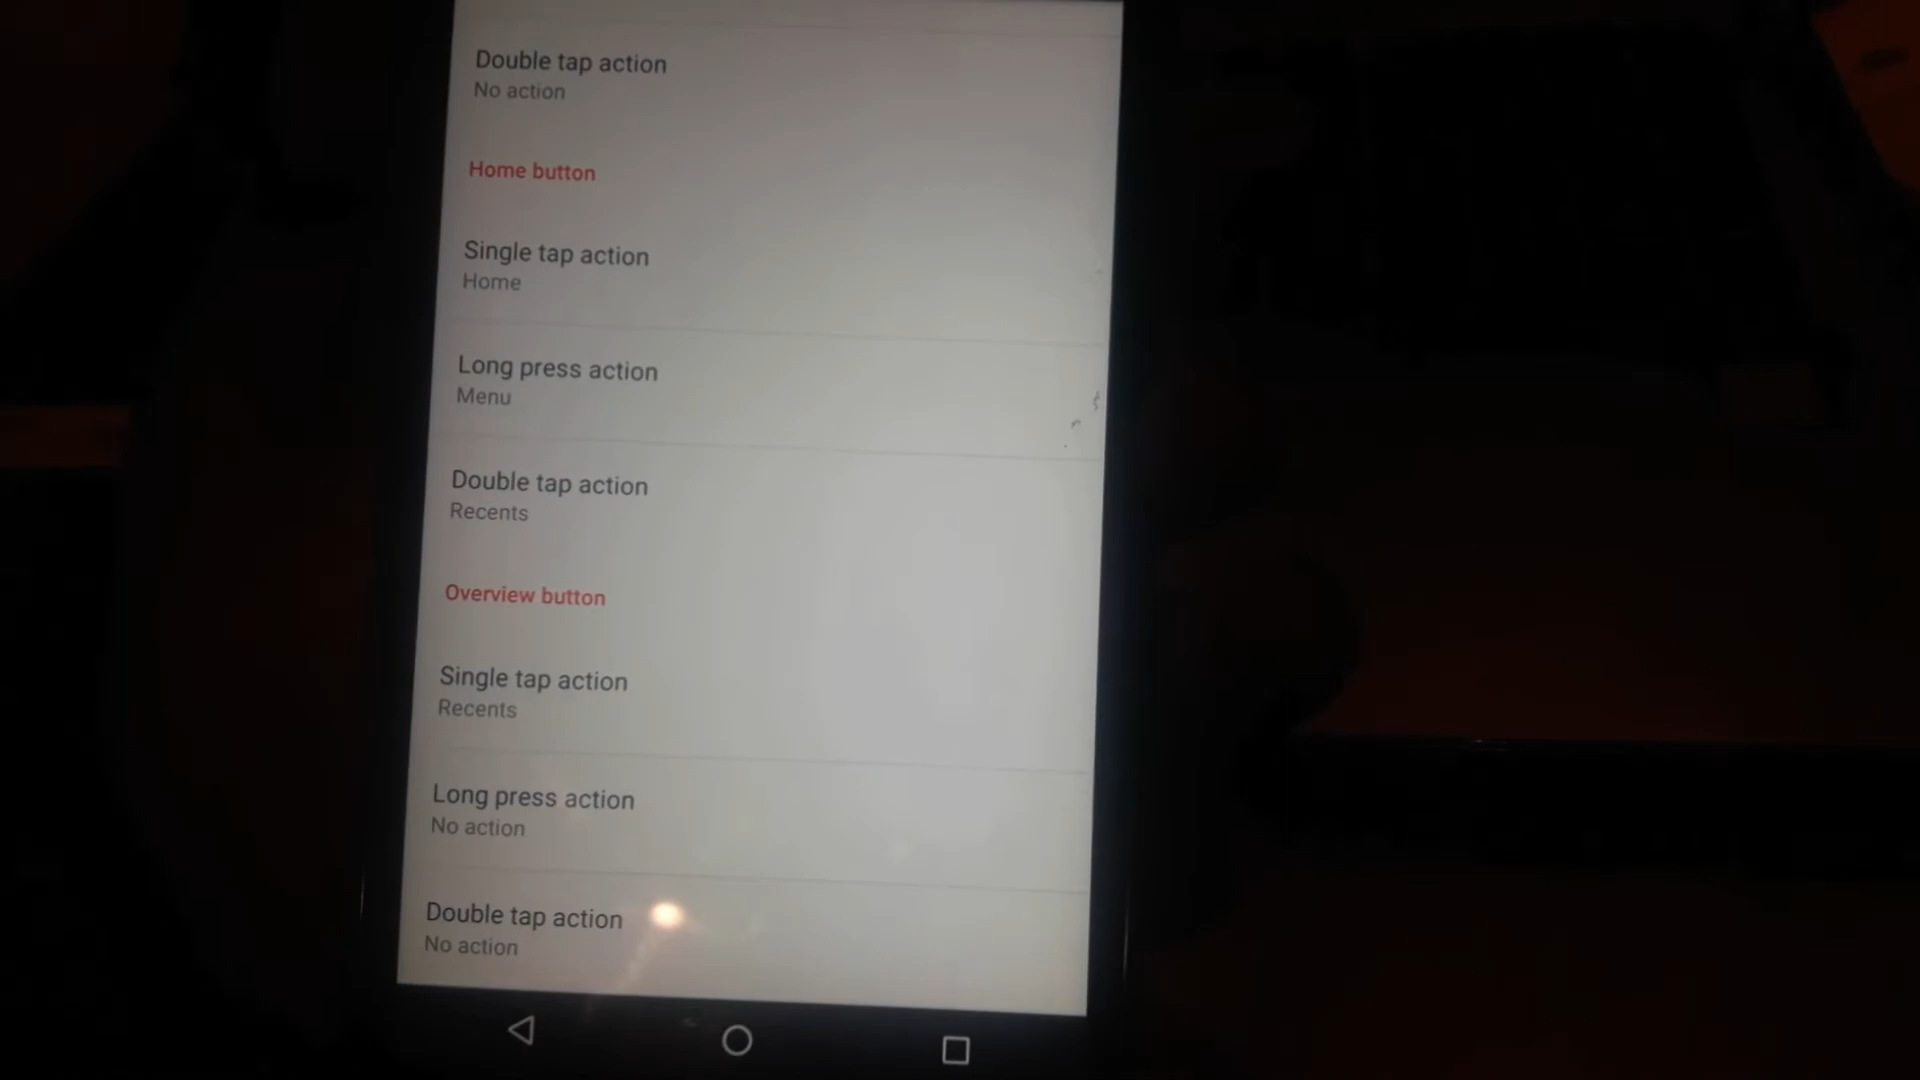 Double tap action
No action
Home button
Single tap action
Home
Long press action
Menu
Double tap action
Recents
Overview button
Single tap action
Recents
Long press action
No action
Double tap action
No action